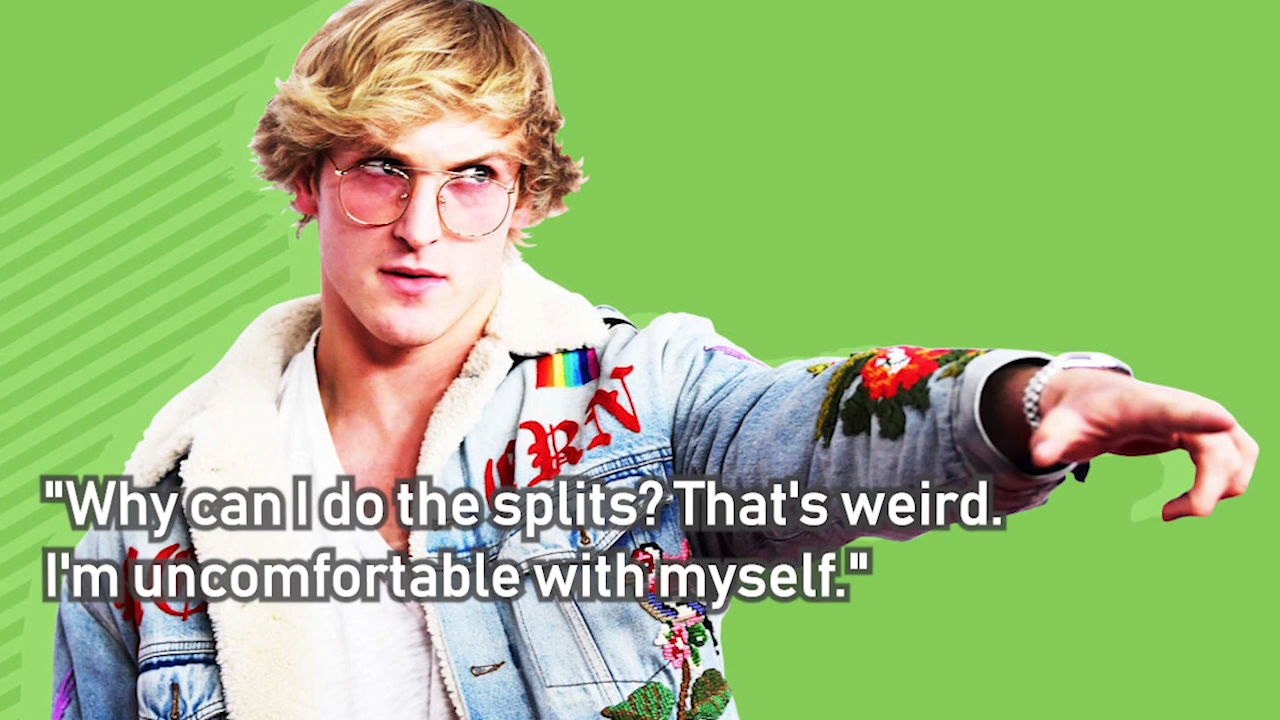 "Why can I do the splits? That's weird.
I'm uncomfortable with myself."